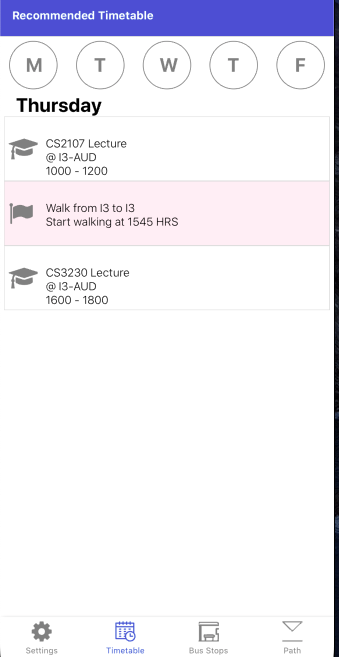 Recommended Timetable
M T W T F
Thursday
CS2107 Lecture
@ I3-AUD
1000 - 1200
Walk from I3 to I3
Start walking at 1545 HRS
CS3230 Lecture
@ I3-AUD
1600 - 1800
Settings Timetable Bus Stops Path